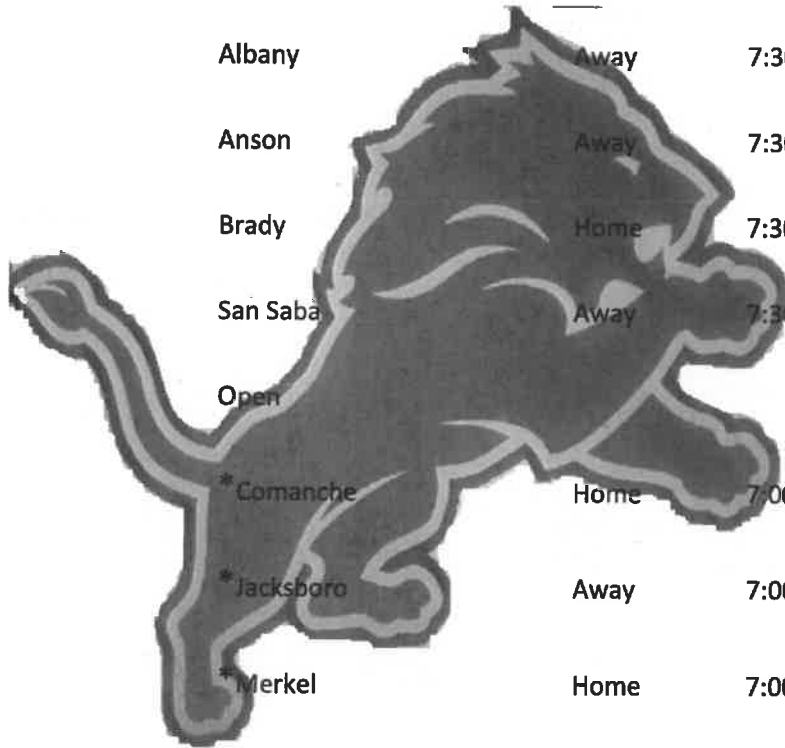 Albany Away 7:3
Anson Away 7:3
Brady Home 7:3
San Saba Away 7:3
Open
*Comanche Home 7:0
*Jacksboro Away 7:0
*Merkel Home 7:0